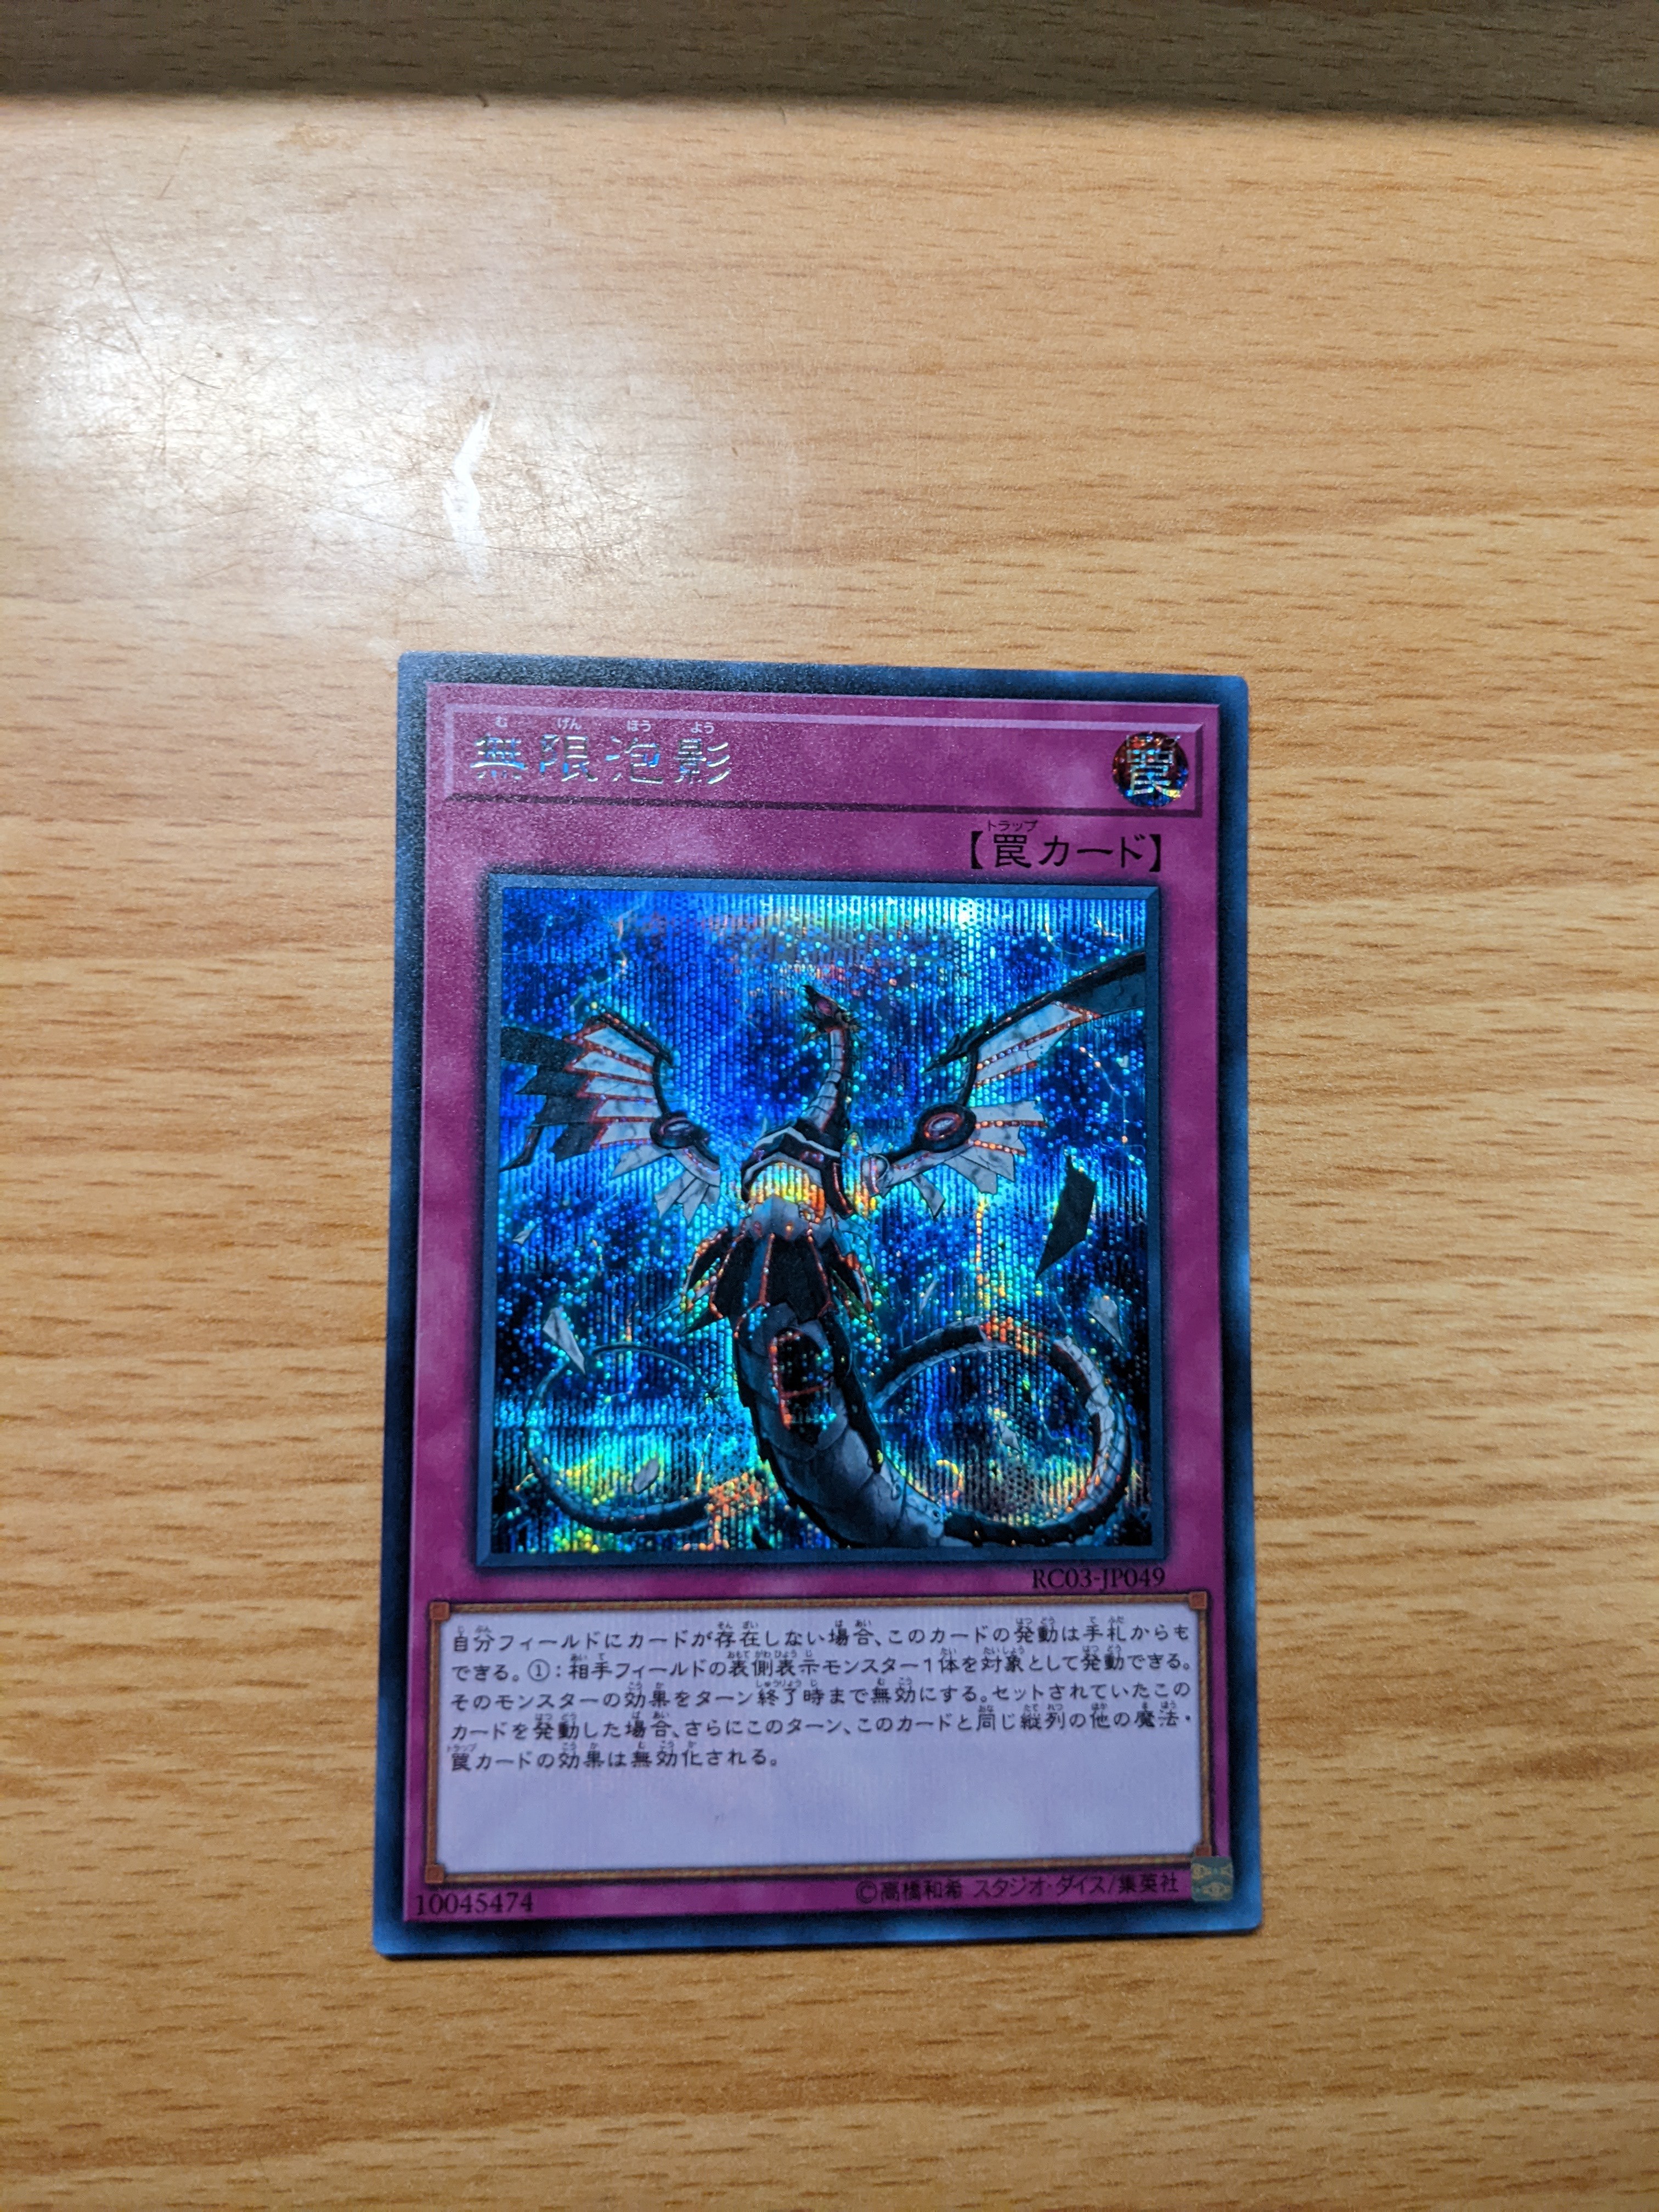 無限泡影
罠
【罠カード】
RC03-JP049
自分フィールドにカードが存在しない場合、このカードの発動は手札からも
できる。①：相手フィールドの表側表示モンスター１体を対象として発動できる。
そのモンスターの効果をターン終了時まで無効にする。セットされていたこの
カードを発動した場合、さらにこのターン、このカードと同じ縦列の他の魔法・
罠カードの効果は無効化される。
10045474
©高橋和希 スタジオ・ダイス/集英社